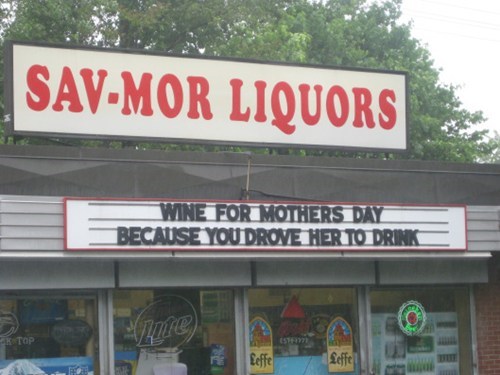 SAV-MOR LIQUORS
WINE FOR MOTHERS DAY
BECAUSE YOU DROVE HER TO DRINK
Lite
Leffe
Leffe